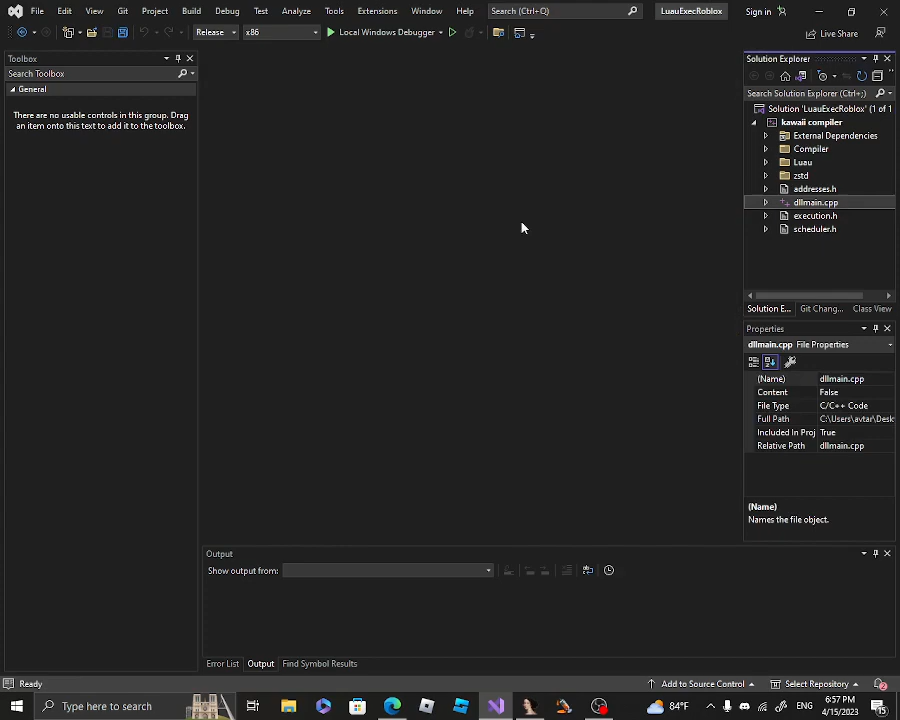 File Edit View Git Project Build Debug Test Analyze Tools Extensions Window Help Search (Ctrl+Q) LuauExecRoblox Sign in
Release x86 Local Windows Debugger Live Share
Toolbox
Search Toolbox
General
There are no usable controls in this group. Drag
an item onto this text to add it to the toolbox.
Solution Explorer
Search Solution Explorer (Ctrl+;)
Solution 'LuauExecRoblox' (1 of 1
kawaii compiler
External Dependencies
Compiler
Luau
zstd
addresses.h
dllmain.cpp
execution.h
scheduler.h
Solution E... Git Chang... Class View
Properties
dllmain.cpp File Properties
(Name) dllmain.cpp
Content False
File Type C/C++ Code
Full Path C:\Users\avtar\Desk
Included In Proj True
Relative Path dllmain.cpp
(Name)
Names the file object.
Output
Show output from:
Error List Output Find Symbol Results
Ready Add to Source Control Select Repository 2
Type here to search 84°F ENG 6:57 PM 4/15/2023 15